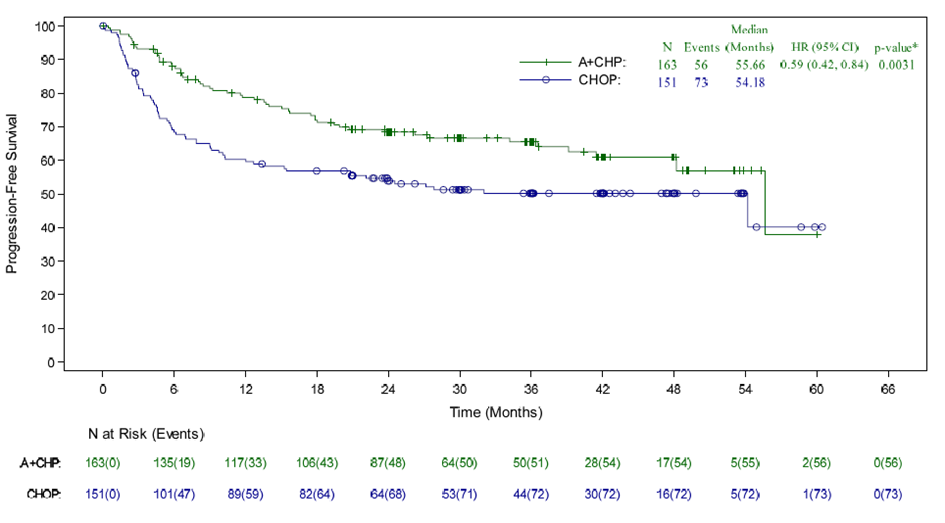 Median
N Events (Months) HR (95% CI) p-value*
A+CHP: 163 56 55.66 0.59 (0.42, 0.84) 0.0031
CHOP: 151 73 54.18
Progression-Free Survival
100
90
80
70
60
50
40
30
20
10
0
0 6 12 18 24 30 36 42 48 54 60 66
Time (Months)
N at Risk (Events)
A+CHP: 163(0) 135(19) 117(33) 106(43) 87(48) 64(50) 50(51) 28(54) 17(54) 5(55) 2(56) 0(56)
CHOP: 151(0) 101(47) 89(59) 82(64) 64(68) 53(71) 44(72) 30(72) 16(72) 5(72) 1(73) 0(73)